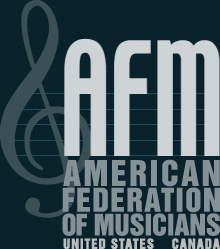 AFM
AMERICAN
FEDERATION
OF MUSICIANS
UNITED STATES CANADA